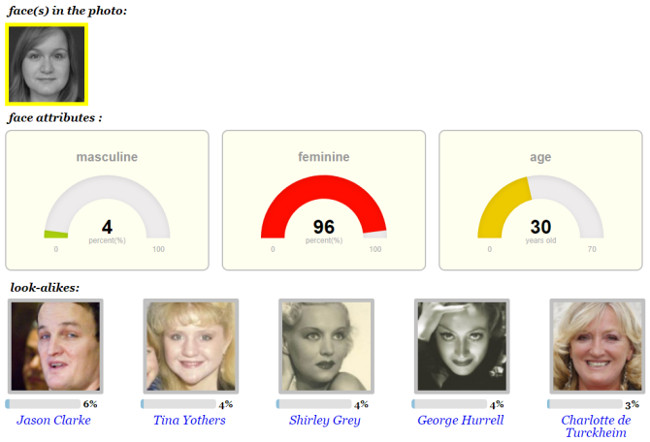 face(s) in the photo:
face attributes :
masculine
feminine
age
4
percent(%)
0
100
96
percent(%)
0
100
30
years old
0
70
look-alikes:
6%
4%
4%
4%
3%
Jason Clarke
Tina Yothers
Shirley Grey
George Hurrell
Charlotte de
Turckheim